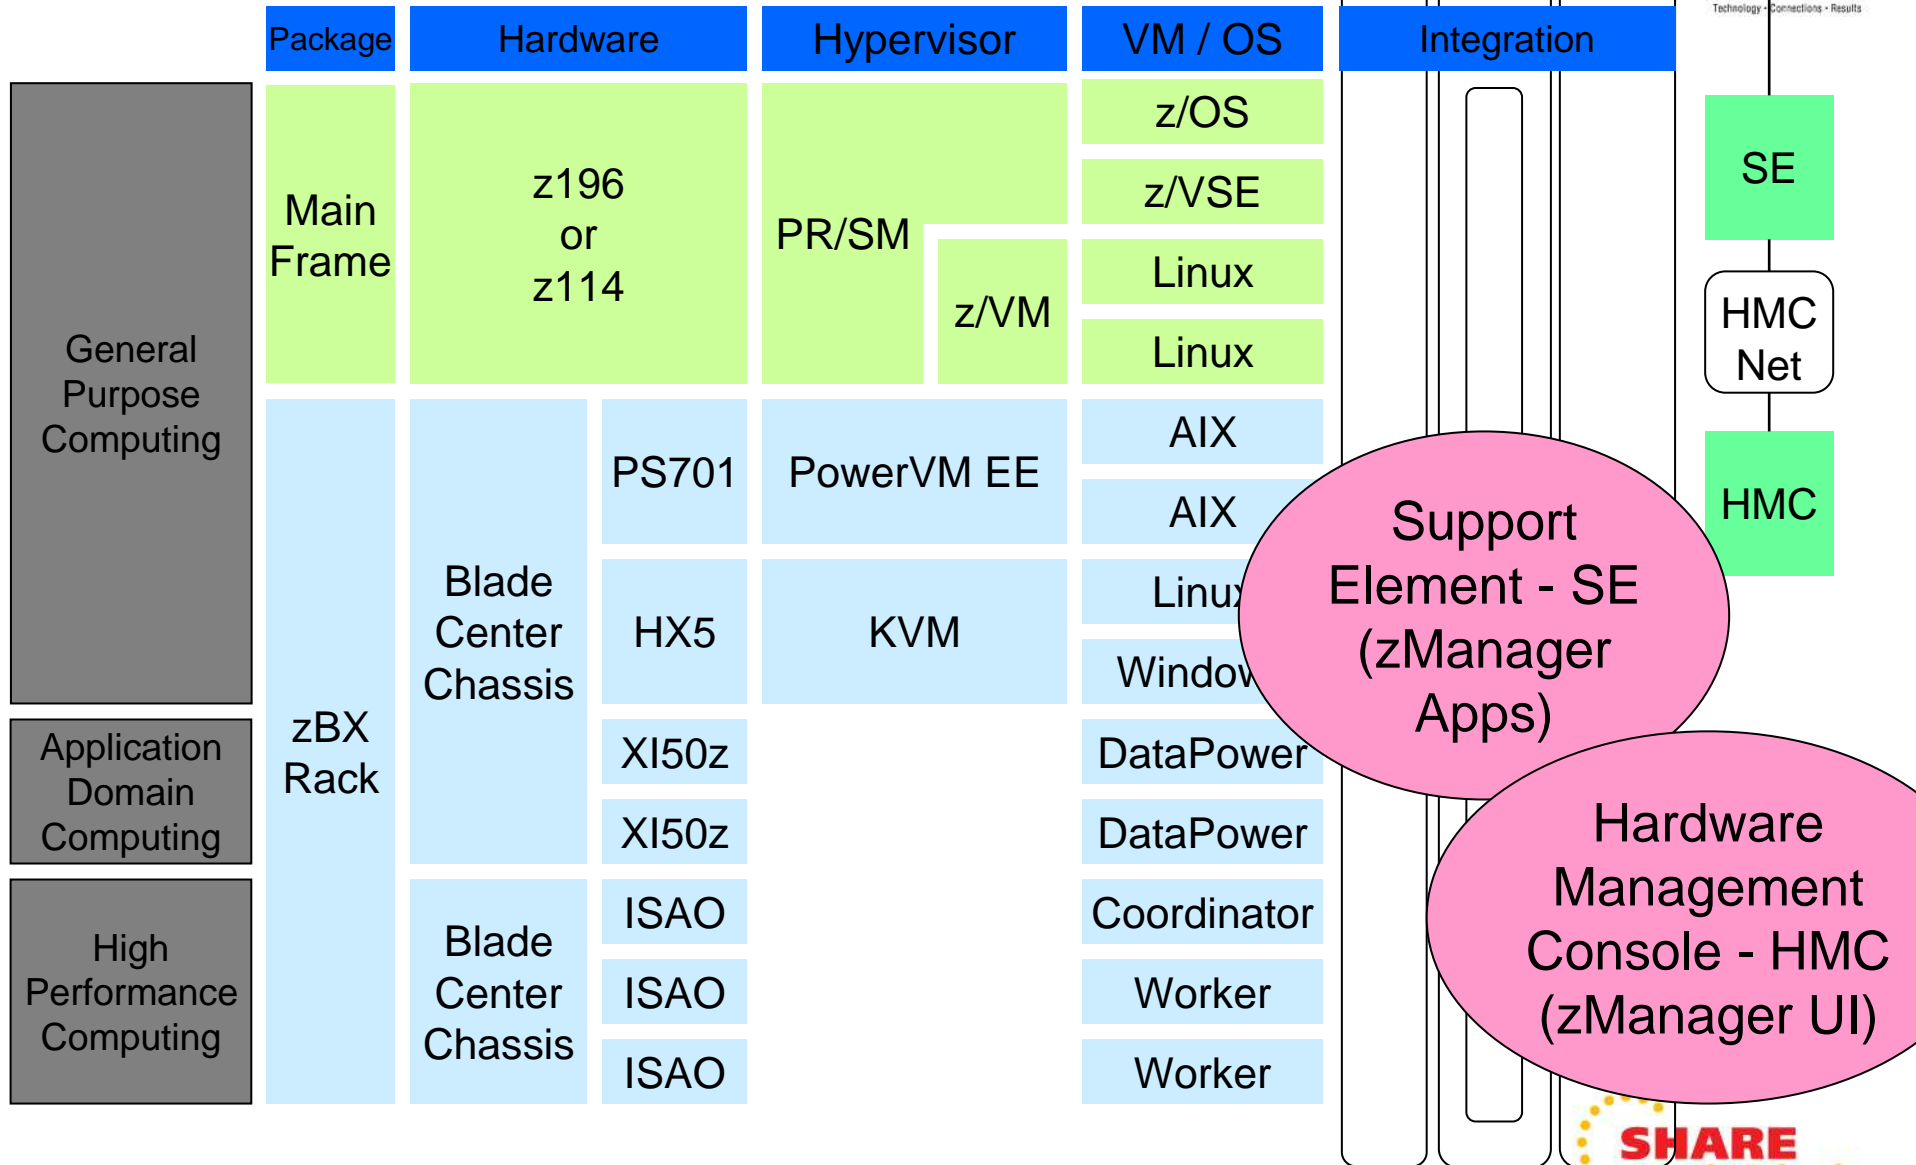 Technology • Connections • Results
Package
Hardware
Hypervisor
VM / OS
Integration
General
Purpose
Computing
Main
Frame
z196
or
z114
PR/SM
z/VM
z/OS
z/VSE
Linux
Linux
SE
HMC
Net
HMC
zBX
Rack
Blade
Center
Chassis
PS701
PowerVM EE
AIX
AIX
HX5
KVM
Linux
Window
Support
Element - SE
(zManager
Apps)
Application
Domain
Computing
XI50z
DataPower
XI50z
DataPower
High
Performance
Computing
Blade
Center
Chassis
ISAO
Coordinator
ISAO
Worker
ISAO
Worker
Hardware
Management
Console - HMC
(zManager UI)
SHARE